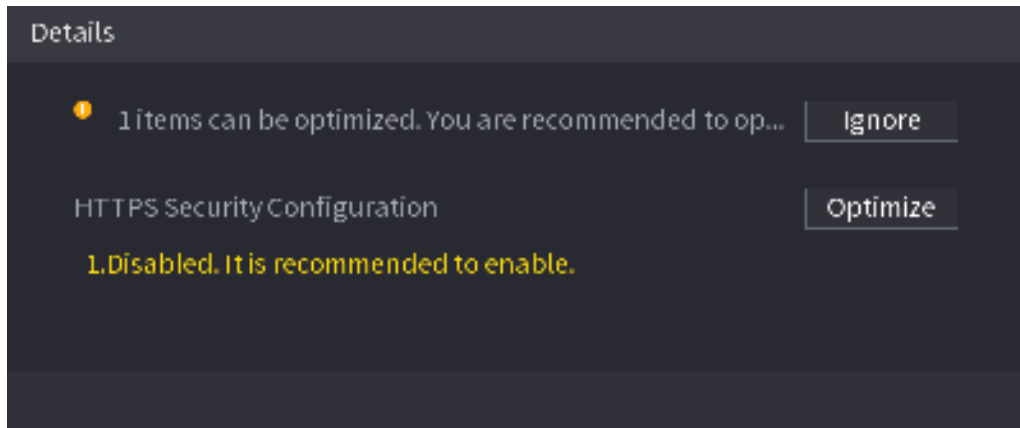 Details
1 items can be optimized. You are recommended to op...
Ignore
HTTPS Security Configuration
Optimize
1.Disabled. It is recommended to enable.